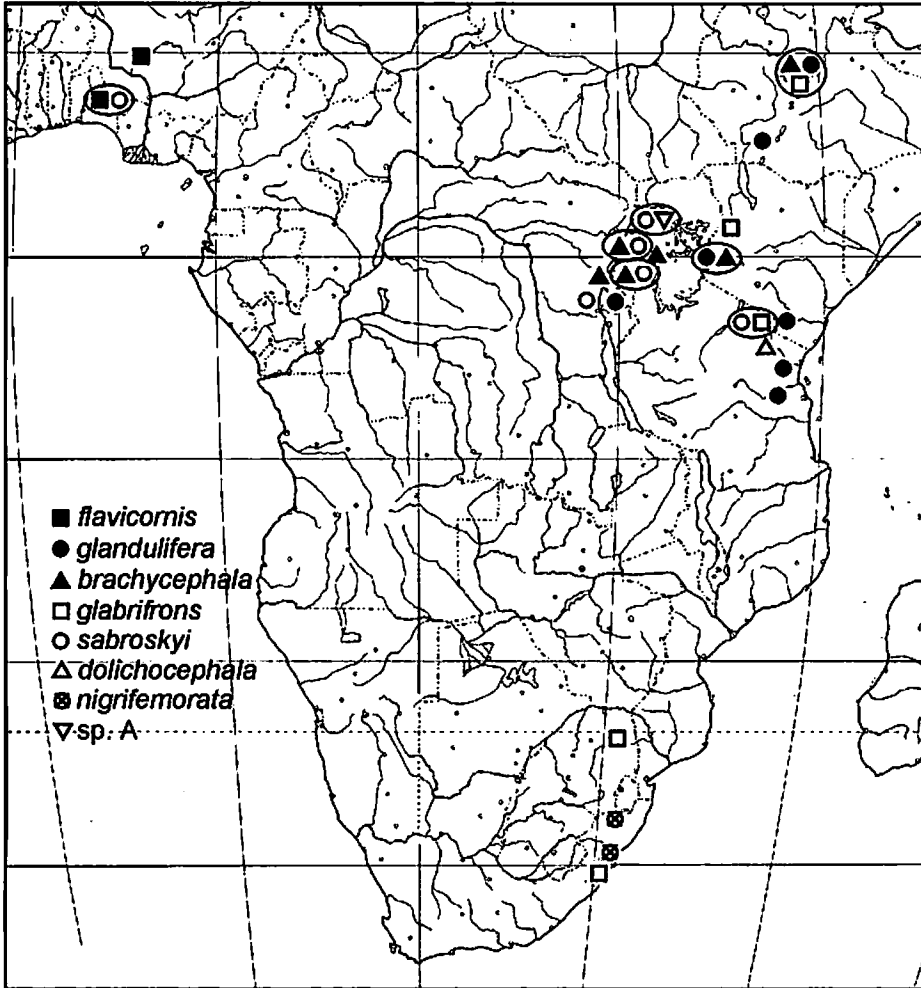 flavicornis
glandulifera
brachycephala
glabrifrons
sabroskyi
dolichocephala
nigrifemorata
sp. A